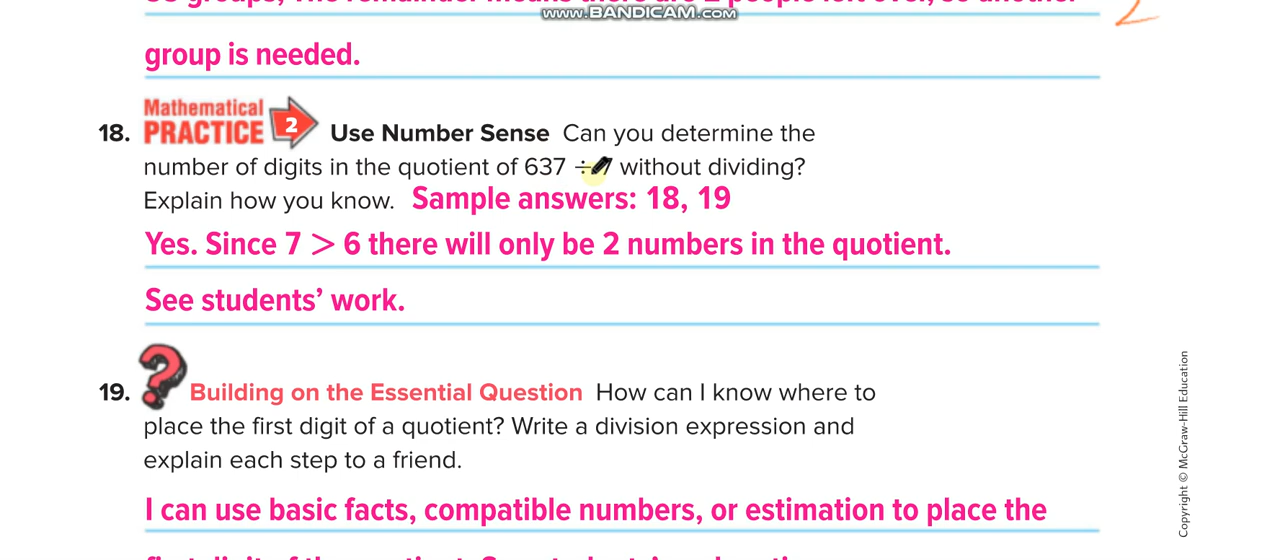 www.BANDICAM.com
2
group is needed.
Mathematical
PRACTICE 2
18. Use Number Sense Can you determine the
number of digits in the quotient of 637 ÷ without dividing?
Explain how you know. Sample answers: 18, 19
Yes. Since 7 > 6 there will only be 2 numbers in the quotient.
See students’ work.
19. ? Building on the Essential Question How can I know where to
place the first digit of a quotient? Write a division expression and
explain each step to a friend.
I can use basic facts, compatible numbers, or estimation to place the
Copyright © McGraw-Hill Education